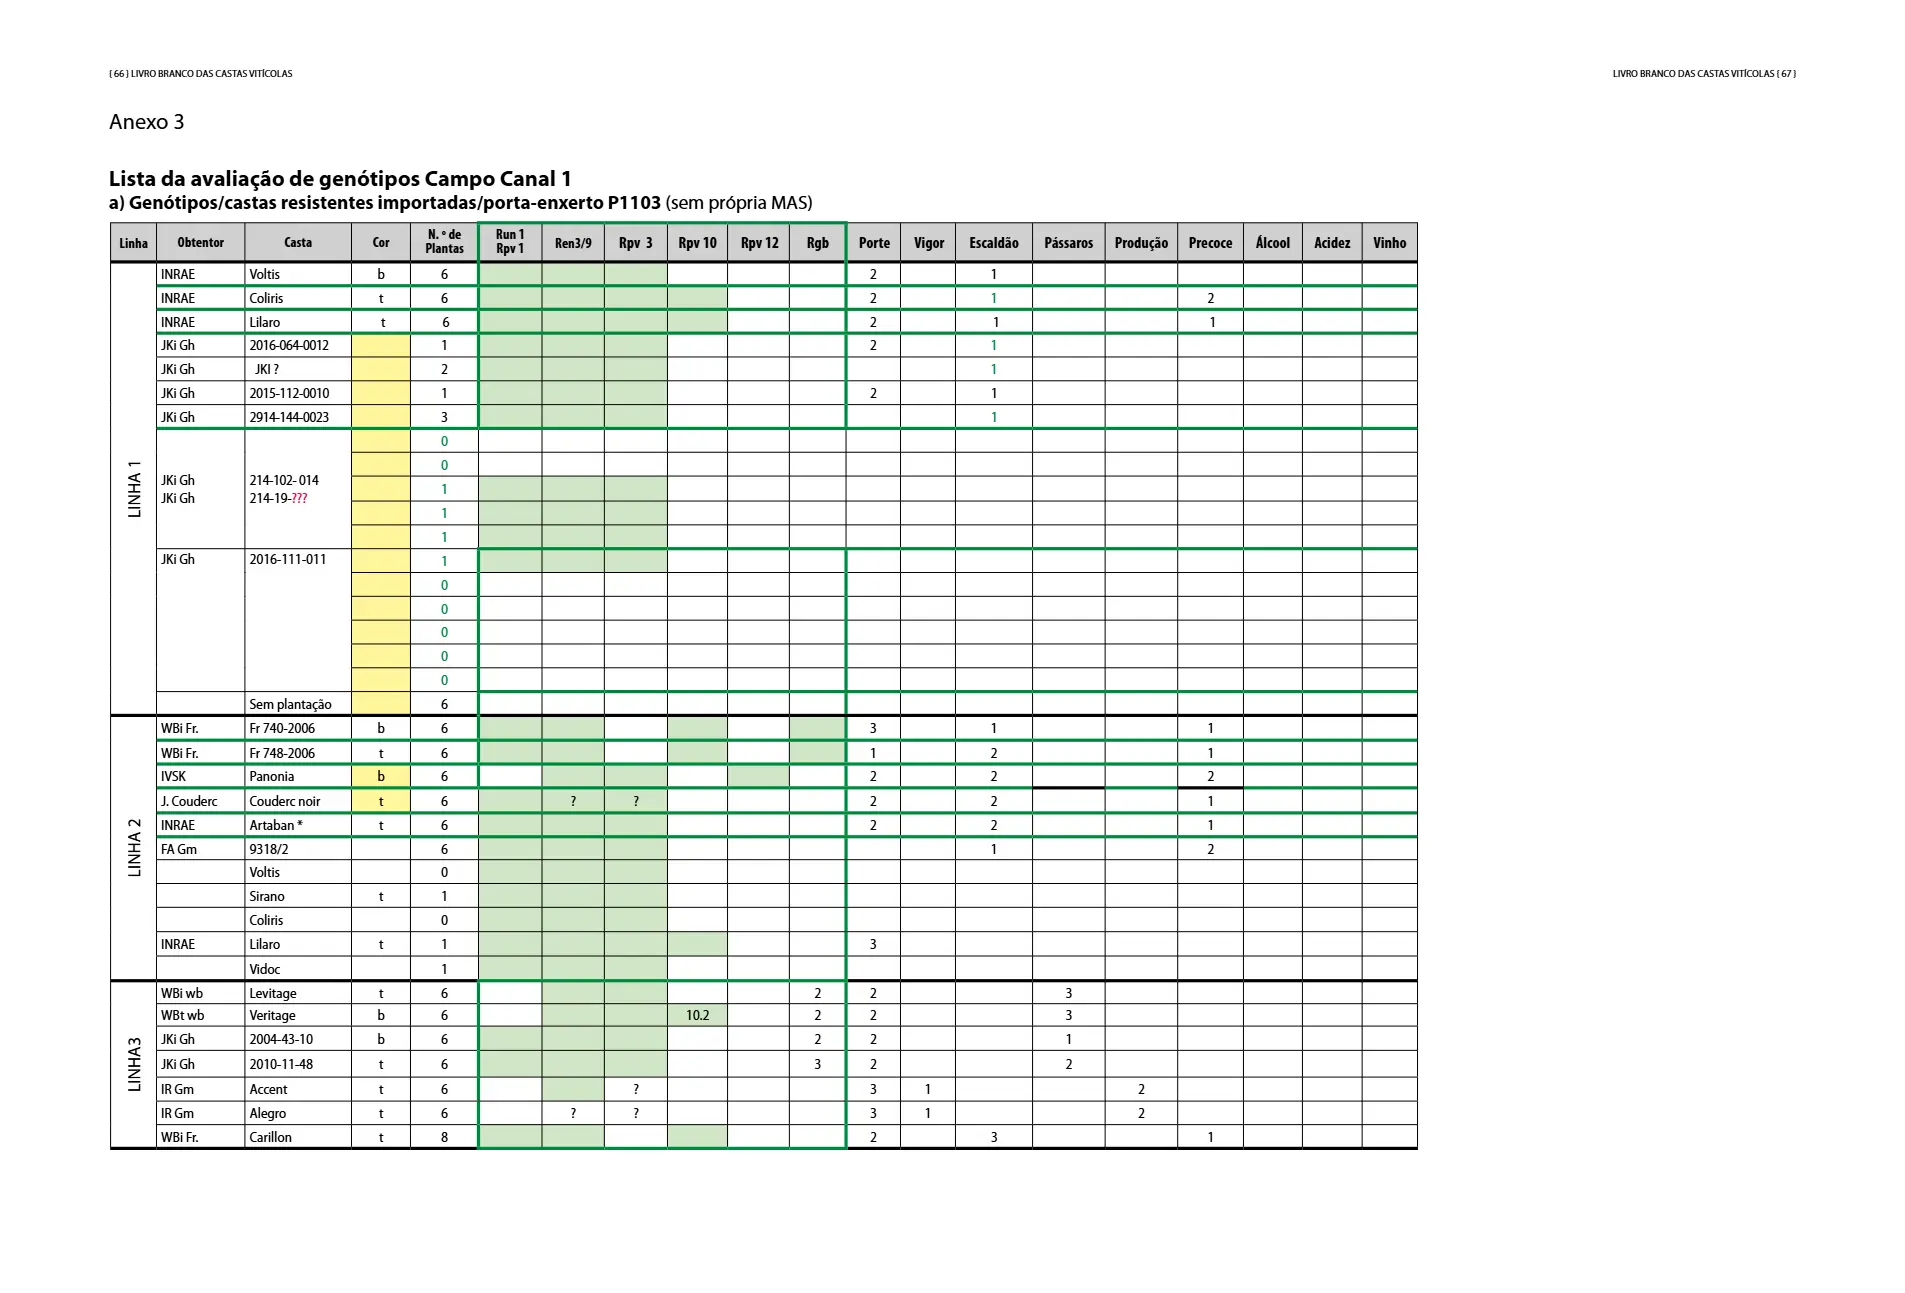 { 66 } LIVRO BRANCO DAS CASTAS VITÍCOLAS
LIVRO BRANCO DAS CASTAS VITÍCOLAS { 67 }
Anexo 3
Lista da avaliação de genótipos Campo Canal 1
a) Genótipos/castas resistentes importadas/porta-enxerto P1103 (sem própria MAS)
Linha Obtentor Casta Cor N. º de Plantas Run 1 Rpv 1 Ren3/9 Rpv 3 Rpv 10 Rpv 12 Rgb Porte Vigor Escaldão Pássaros Produção Precoce Álcool Acidez Vinho
LINHA 1
INRAE Voltis b 6 2 1
INRAE Coliris t 6 2 1 2
INRAE Lilaro t 6 2 1 1
JKi Gh 2016-064-0012 1 2 1
JKi Gh JKI ? 2 1
JKi Gh 2015-112-0010 1 2 1
JKi Gh 2914-144-0023 3 1
0
0
JKi Gh 214-102- 014 1
JKi Gh 214-19-???
1
1
JKi Gh 2016-111-011 1
0
0
0
0
0
Sem plantação 6
LINHA 2
WBi Fr. Fr 740-2006 b 6 3 1 1
WBi Fr. Fr 748-2006 t 6 1 2 1
IVSK Panonia b 6 2 2 2
J. Couderc Couderc noir t 6 ? ? 2 2 1
INRAE Artaban * t 6 2 2 1
FA Gm 9318/2 6 1 2
Voltis 0
Sirano t 1
Coliris 0
INRAE Lilaro t 1 3
Vidoc 1
LINHA3
WBi wb Levitage t 6 2 2 3
WBt wb Veritage b 6 10.2 2 2 3
JKi Gh 2004-43-10 b 6 2 2 1
JKi Gh 2010-11-48 t 6 3 2 2
IR Gm Accent t 6 ? 3 1 2
IR Gm Alegro t 6 ? ? 3 1 2
WBi Fr. Carillon t 8 2 3 1